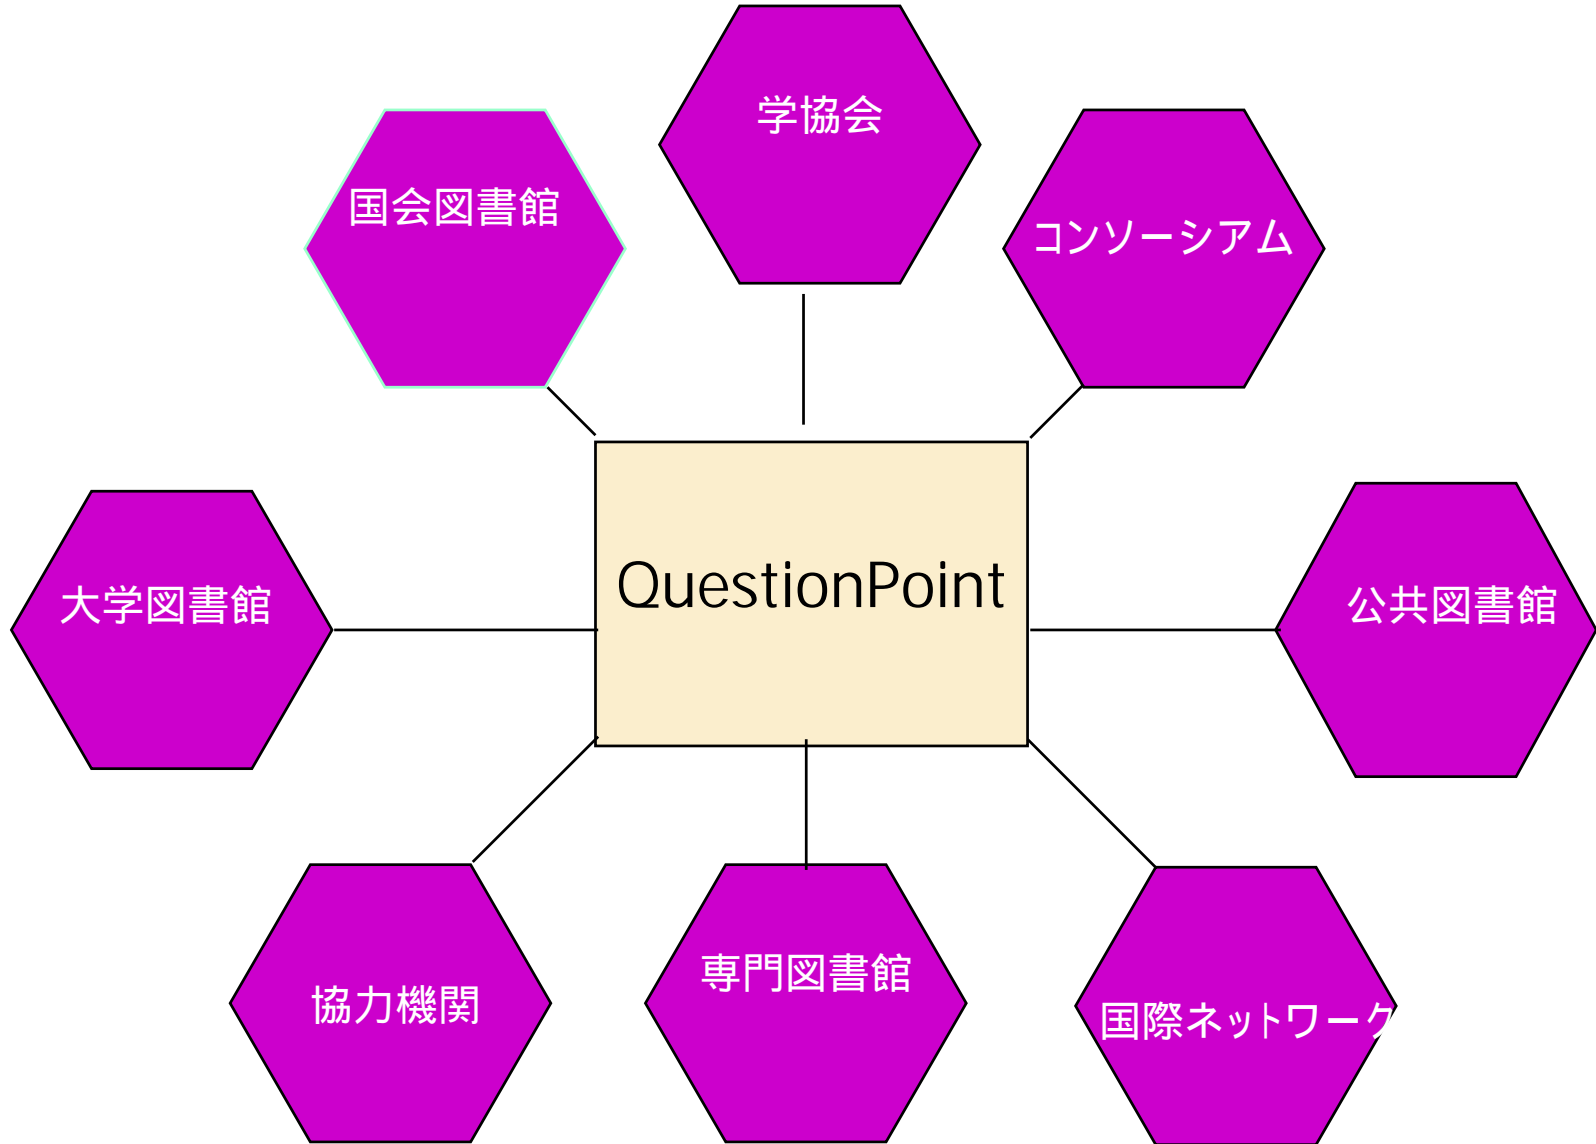 学協会
国会図書館
コンソーシアム
QuestionPoint
大学図書館
公共図書館
専門図書館
協力機関
国際ネットワーク